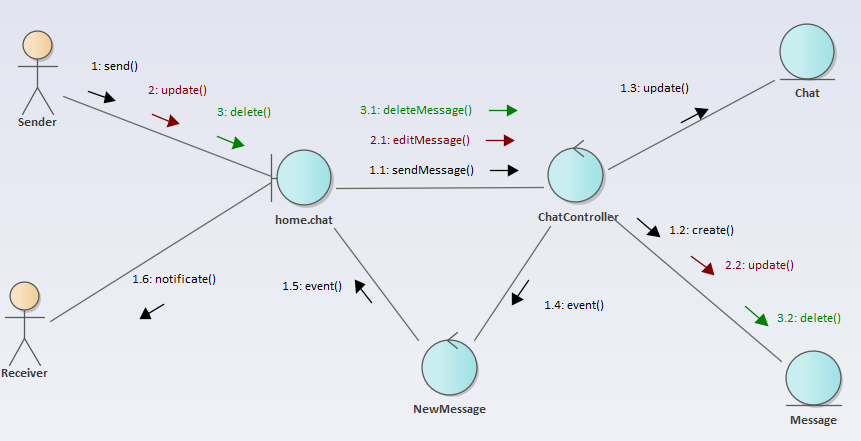 1: send()
2: update()
3: delete()
Sender
3.1: deleteMessage()
2.1: editMessage()
1.1: sendMessage()
1.3: update()
Chat
home.chat
ChatController
1.2: create()
2.2: update()
3.2: delete()
1.6: notificate()
1.5: event()
1.4: event()
Receiver
NewMessage
Message